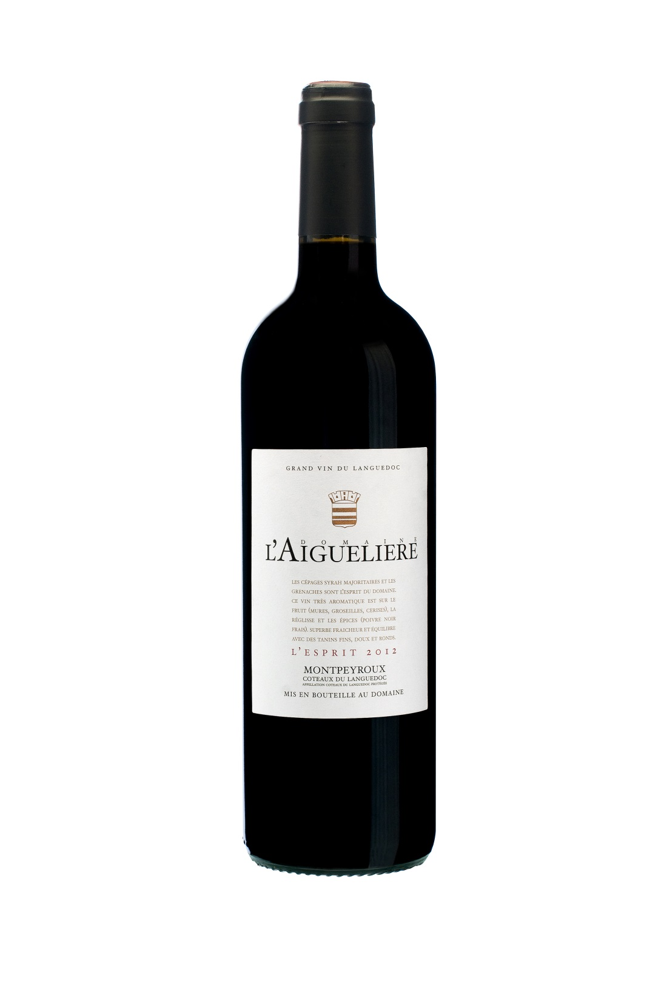 GRAND VIN DU LANGUEDOC
DOMAINE
L'AIGUELIERE
LES CÉPAGES SYRAH MAJORITAIRES ET LES
GRENACHES SONT L'ESPRIT DU DOMAINE.
CE VIN TRÈS AROMATIQUE EST SUR LE
FRUIT (MURES, GROSEILLES, CERISES), LA
RÉGLISSE ET LES ÉPICES (POIVRE NOIR
FRAIS). SUPERBE FRAICHEUR ET ÉQUILIBRE
AVEC DES TANINS FINS, DOUX ET RONDS.
L'ESPRIT 2012
MONTPEYROUX
COTEAUX DU LANGUEDOC
APPELLATION COTEAUX DU LANGUEDOC PROTÉGÉE
MIS EN BOUTEILLE AU DOMAINE